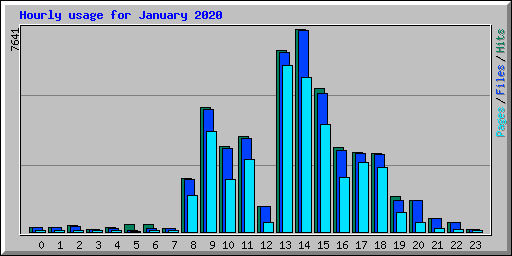 Hourly usage for January 2020
7641
Pages / Files / Hits
0 1 2 3 4 5 6 7 8 9 10 11 12 13 14 15 16 17 18 19 20 21 22 23